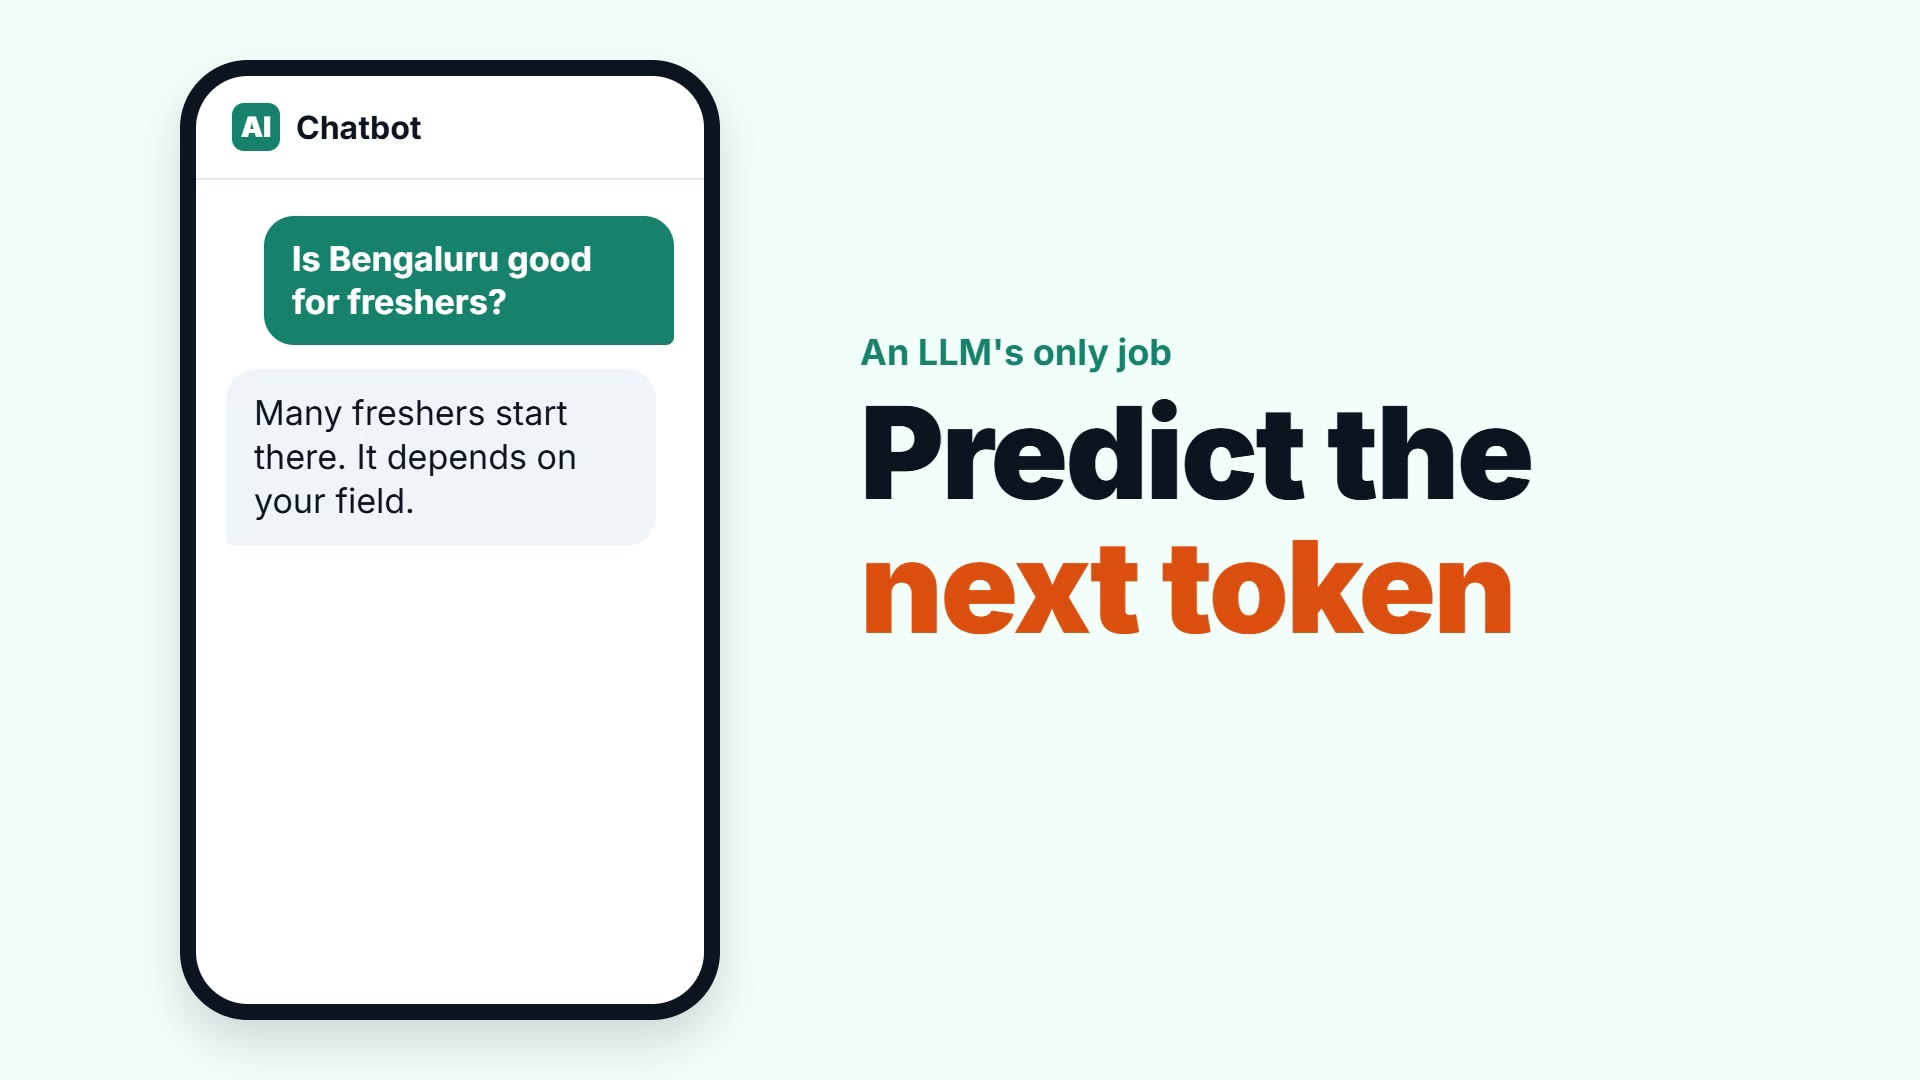 AI Chatbot
Is Bengaluru good
for freshers?
Many freshers start
there. It depends on
your field.
An LLM's only job
Predict the
next token